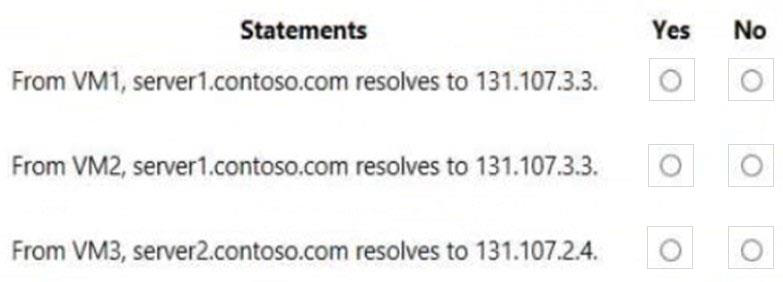 Statements Yes No
From VM1, server1.contoso.com resolves to 131.107.3.3.
From VM2, server1.contoso.com resolves to 131.107.3.3.
From VM3, server2.contoso.com resolves to 131.107.2.4.